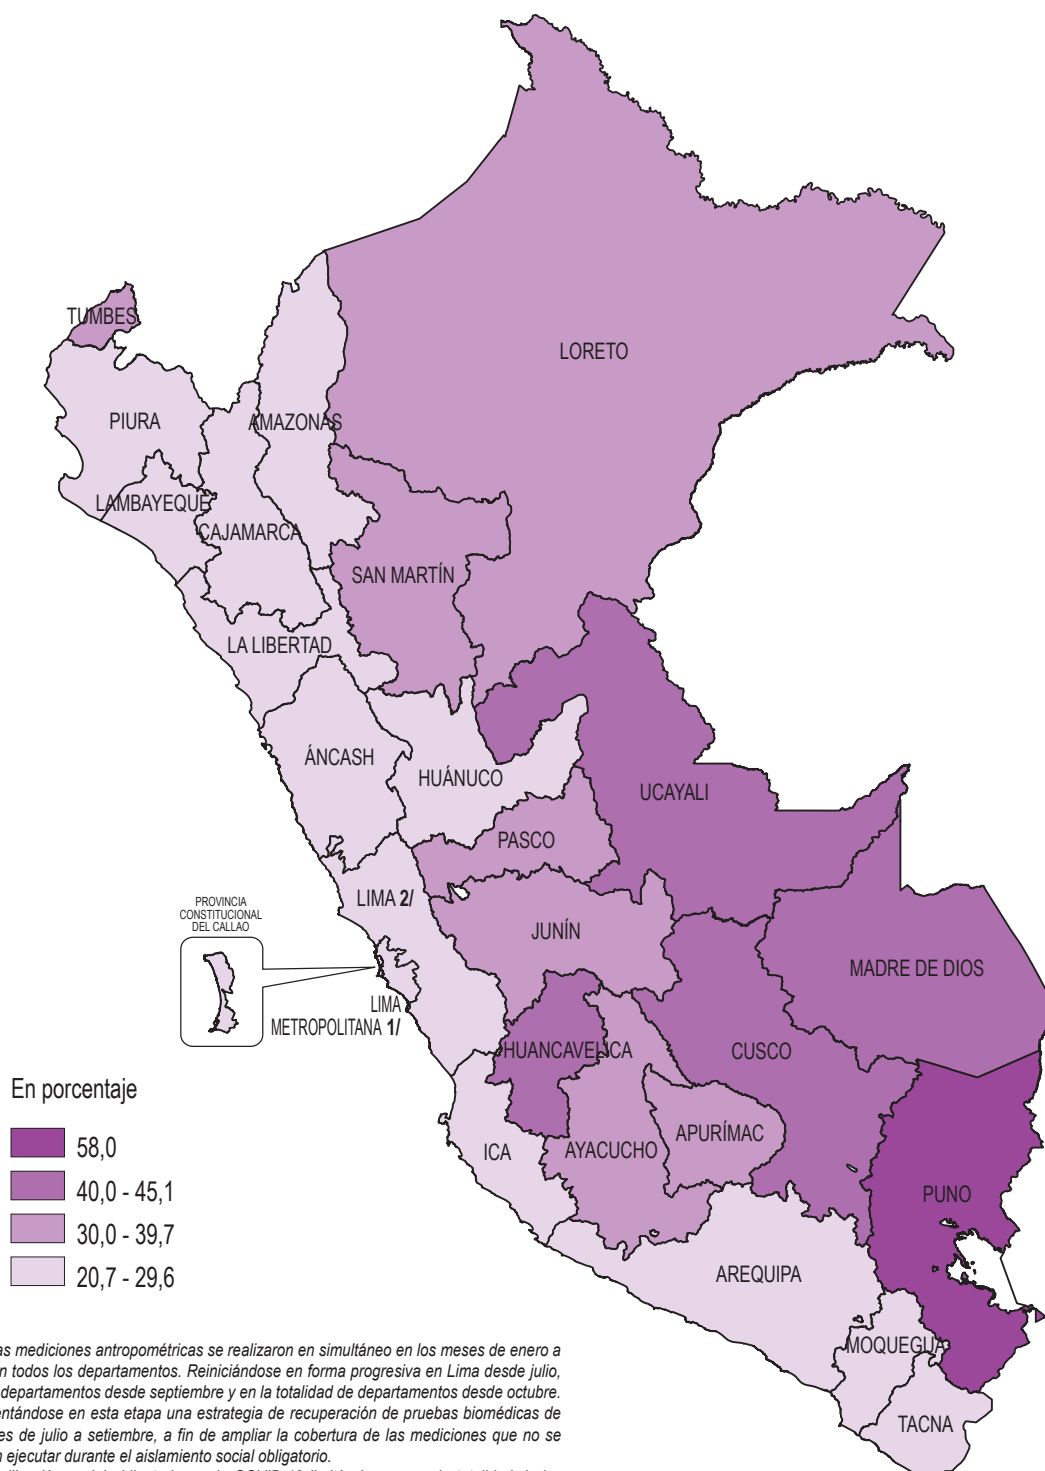 TUMBES
LORETO
PIURA
AMAZONAS
LAMBAYEQUE
CAJAMARCA
SAN MARTÍN
LA LIBERTAD
ÁNCASH
HUÁNUCO
UCAYALI
PASCO
LIMA 2/
PROVINCIA
CONSTITUCIONAL
DEL CALLAO
JUNÍN
MADRE DE DIOS
LIMA
METROPOLITANA 1/
HUANCAVELICA
CUSCO
En porcentaje
58,0
40,0 - 45,1
30,0 - 39,7
20,7 - 29,6
ICA
AYACUCHO
APURÍMAC
PUNO
AREQUIPA
MOQUEGUA
TACNA
as mediciones antropométricas se realizaron en simultáneo en los meses de enero a
n todos los departamentos. Reiniciándose en forma progresiva en Lima desde julio,
departamentos desde septiembre y en la totalidad de departamentos desde octubre.
entándose en esta etapa una estrategia de recuperación de pruebas biomédicas de
es de julio a setiembre, a fin de ampliar la cobertura de las mediciones que no se
n ejecutar durante el aislamiento social obligatorio.